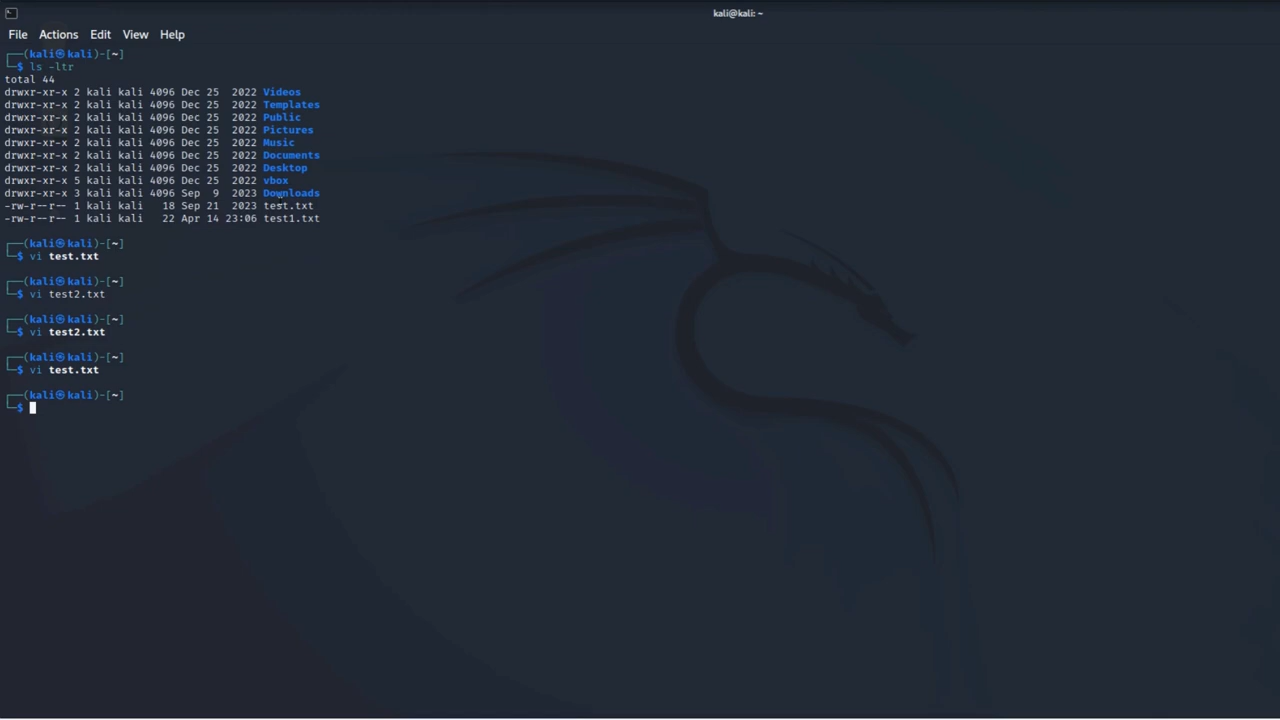 kali@kali: ~
File Actions Edit View Help
┌──(kali㉿kali)-[~]
└─$ ls -ltr
total 44
drwxr-xr-x 2 kali kali 4096 Dec 25  2022 Videos
drwxr-xr-x 2 kali kali 4096 Dec 25  2022 Templates
drwxr-xr-x 2 kali kali 4096 Dec 25  2022 Public
drwxr-xr-x 2 kali kali 4096 Dec 25  2022 Pictures
drwxr-xr-x 2 kali kali 4096 Dec 25  2022 Music
drwxr-xr-x 2 kali kali 4096 Dec 25  2022 Documents
drwxr-xr-x 2 kali kali 4096 Dec 25  2022 Desktop
drwxr-xr-x 5 kali kali 4096 Dec 25  2022 vbox
drwxr-xr-x 3 kali kali 4096 Sep  9  2023 Downloads
-rw-r--r-- 1 kali kali   18 Sep 21  2023 test.txt
-rw-r--r-- 1 kali kali   22 Apr 14 23:06 test1.txt
┌──(kali㉿kali)-[~]
└─$ vi test.txt
┌──(kali㉿kali)-[~]
└─$ vi test2.txt
┌──(kali㉿kali)-[~]
└─$ vi test2.txt
┌──(kali㉿kali)-[~]
└─$ vi test.txt
┌──(kali㉿kali)-[~]
└─$